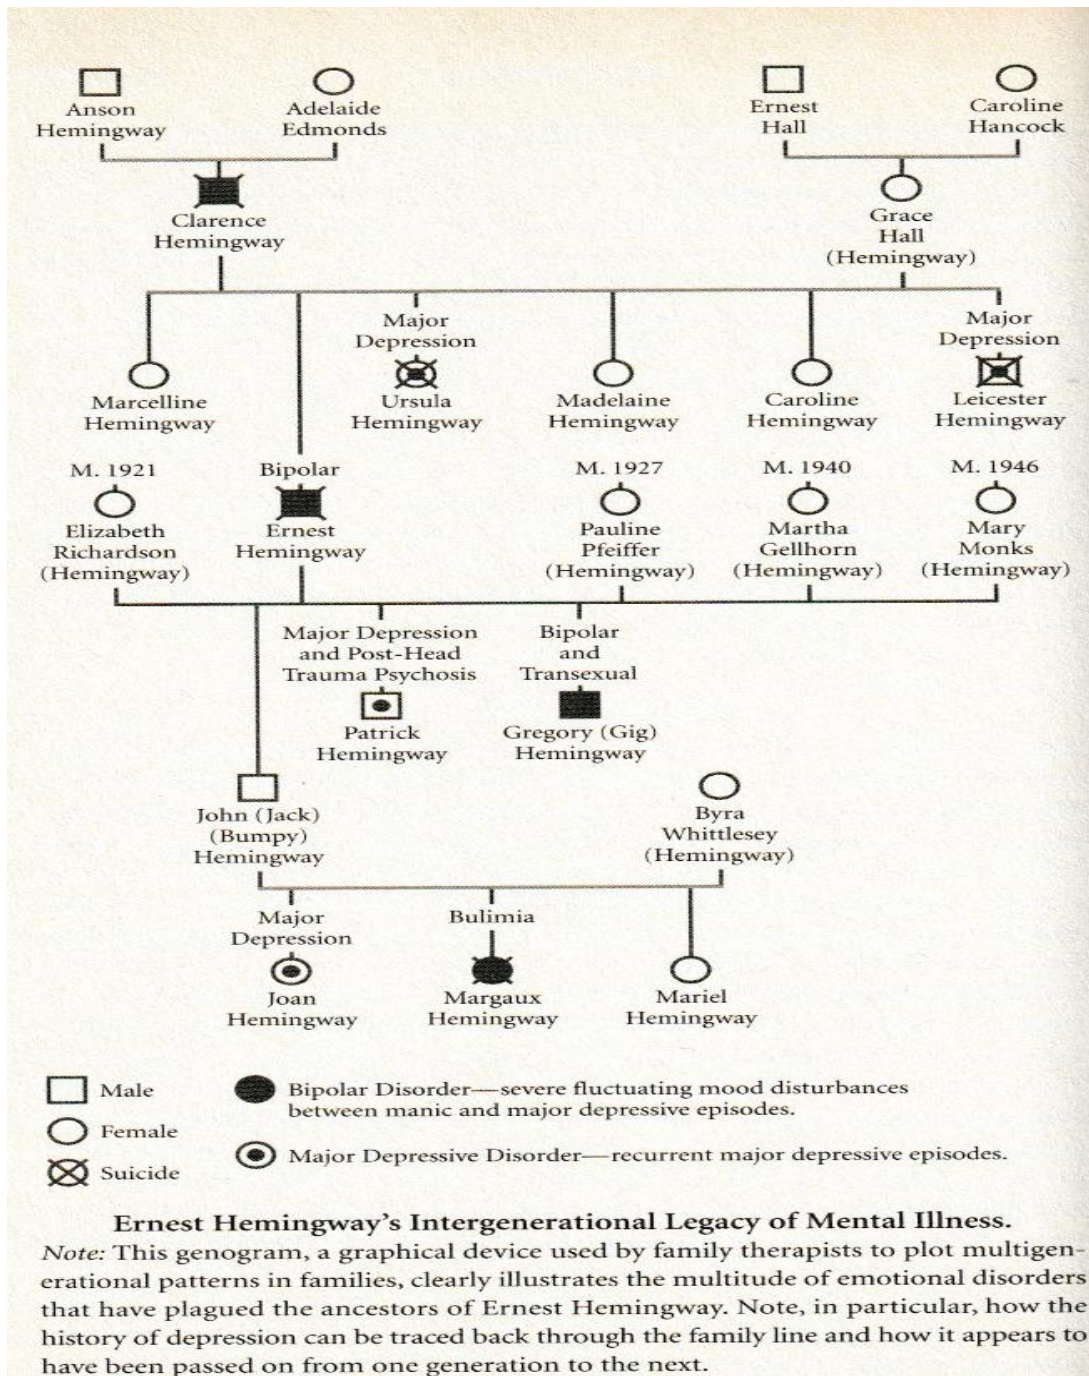 Anson
Hemingway
Adelaide
Edmonds
Ernest
Hall
Caroline
Hancock
Clarence
Hemingway
Grace
Hall
(Hemingway)
Marcelline
Hemingway
Major
Depression
Ursula
Hemingway
Madelaine
Hemingway
Caroline
Hemingway
Major
Depression
Leicester
Hemingway
M. 1921
Elizabeth
Richardson
(Hemingway)
Bipolar
Ernest
Hemingway
M. 1927
Pauline
Pfeiffer
(Hemingway)
M. 1940
Martha
Gellhorn
(Hemingway)
M. 1946
Mary
Monks
(Hemingway)
Major Depression
and Post-Head
Trauma Psychosis
Patrick
Hemingway
Bipolar
and
Transexual
Gregory (Gig)
Hemingway
John (Jack)
(Bumpy)
Hemingway
Byra
Whittlesey
(Hemingway)
Major
Depression
Joan
Hemingway
Bulimia
Margaux
Hemingway
Mariel
Hemingway
Male
Female
Suicide
Bipolar Disorder—severe fluctuating mood disturbances
between manic and major depressive episodes.
Major Depressive Disorder—recurrent major depressive episodes.
Ernest Hemingway's Intergenerational Legacy of Mental Illness.
Note: This genogram, a graphical device used by family therapists to plot multigen-
erational patterns in families, clearly illustrates the multitude of emotional disorders
that have plagued the ancestors of Ernest Hemingway. Note, in particular, how the
history of depression can be traced back through the family line and how it appears to
have been passed on from one generation to the next.